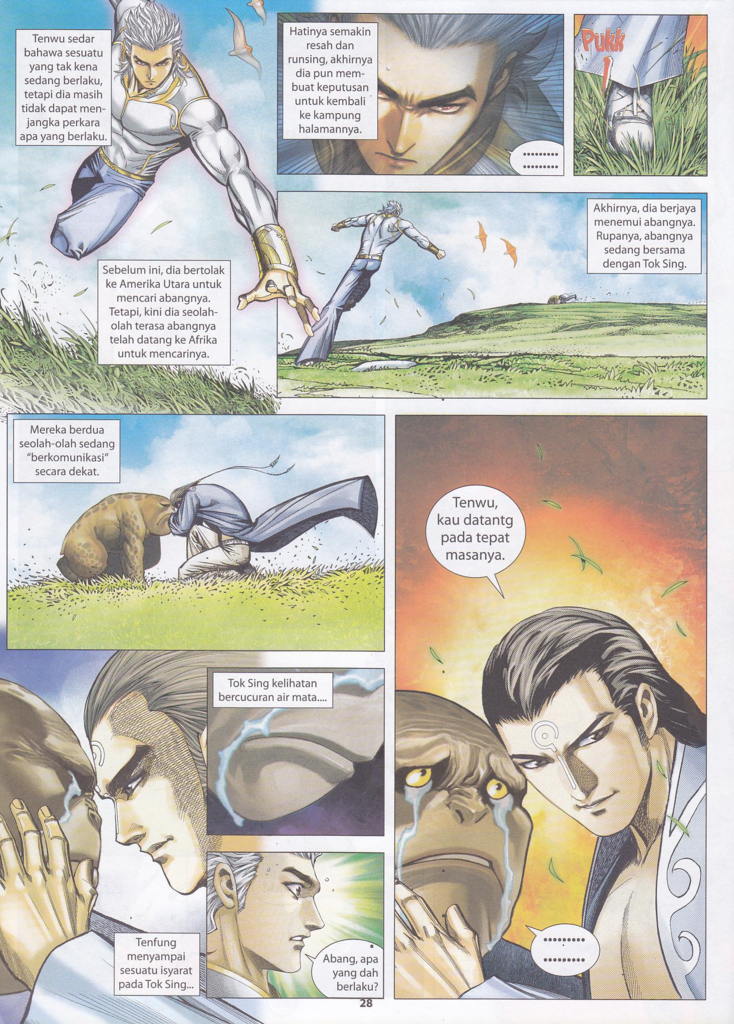 Tenwu sedar
bahawa sesuatu
yang tak kena
sedang berlaku,
tetapi dia masih
tidak dapat men-
jangka perkara
apa yang berlaku.
Hatinya semakin
resah dan
runsing, akhirnya
dia pun mem-
buat keputusan
untuk kembali
ke kampung
halamannya.
.........
.........
Pukk
!
Sebelum ini, dia bertolak
ke Amerika Utara untuk
mencari abangnya.
Tetapi, kini dia seolah-
olah terasa abangnya
telah datang ke Afrika
untuk mencarinya.
Akhirnya, dia berjaya
menemui abangnya.
Rupanya, abangnya
sedang bersama
dengan Tok Sing.
Mereka berdua
seolah-olah sedang
"berkomunikasi"
secara dekat.
Tenwu,
kau datantg
pada tepat
masanya.
Tok Sing kelihatan
bercucuran air mata....
Tenfung
menyampai
sesuatu isyarat
pada Tok Sing...
Abang, apa
yang dah
berlaku?
.........
.........
28